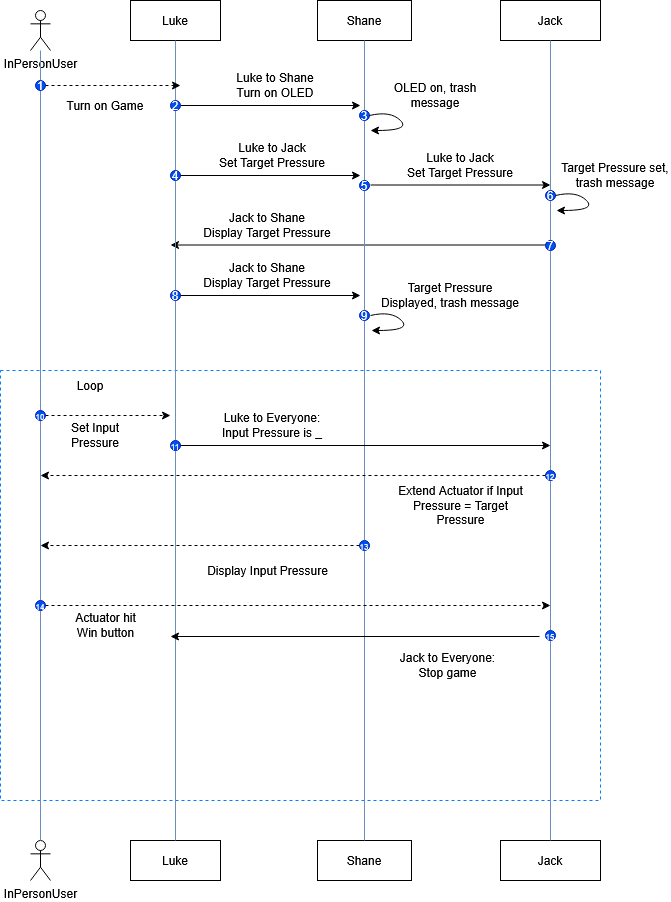 Luke
Shane
Jack
InPersonUser
1
Turn on Game
2
Luke to Shane
Turn on OLED
3
OLED on, trash
message
4
Luke to Jack
Set Target Pressure
5
Luke to Jack
Set Target Pressure
6
Target Pressure set,
trash message
7
Jack to Shane
Display Target Pressure
8
Jack to Shane
Display Target Pressure
9
Target Pressure
Displayed, trash message
Loop
10
Set Input
Pressure
11
Luke to Everyone:
Input Pressure is _
12
Extend Actuator if Input
Pressure = Target
Pressure
13
Display Input Pressure
14
Actuator hit
Win button
15
Jack to Everyone:
Stop game
Luke
Shane
Jack
InPersonUser